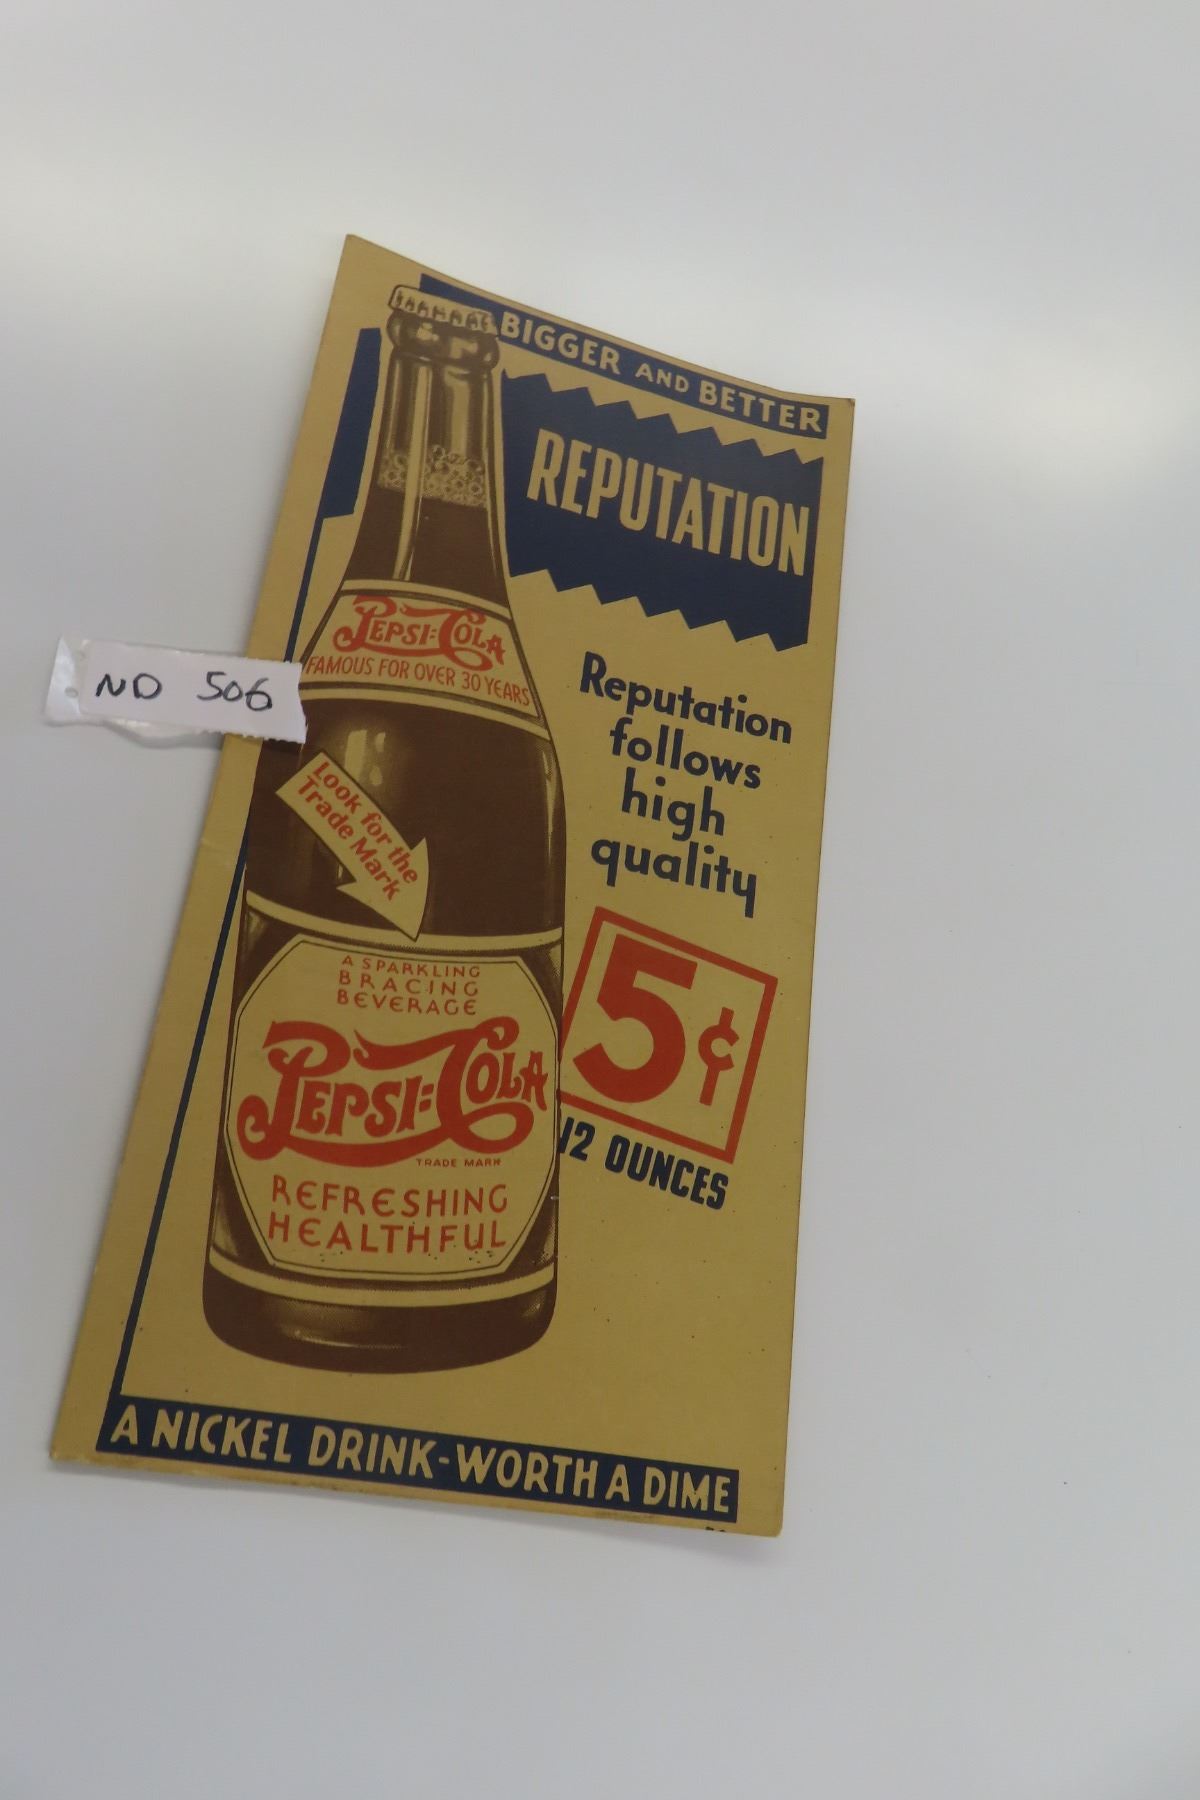 BIGGER AND BETTER
REPUTATION
PEPSI=COLA
FAMOUS FOR OVER 30 YEARS
ND 506
Reputation
follows
high
quality
Look for the
Trade Mark
5¢
12 OUNCES
A SPARKLING
BRACING
BEVERAGE
PEPSI=COLA
TRADE MARK
REFRESHING
HEALTHFUL
A NICKEL DRINK-WORTH A DIME